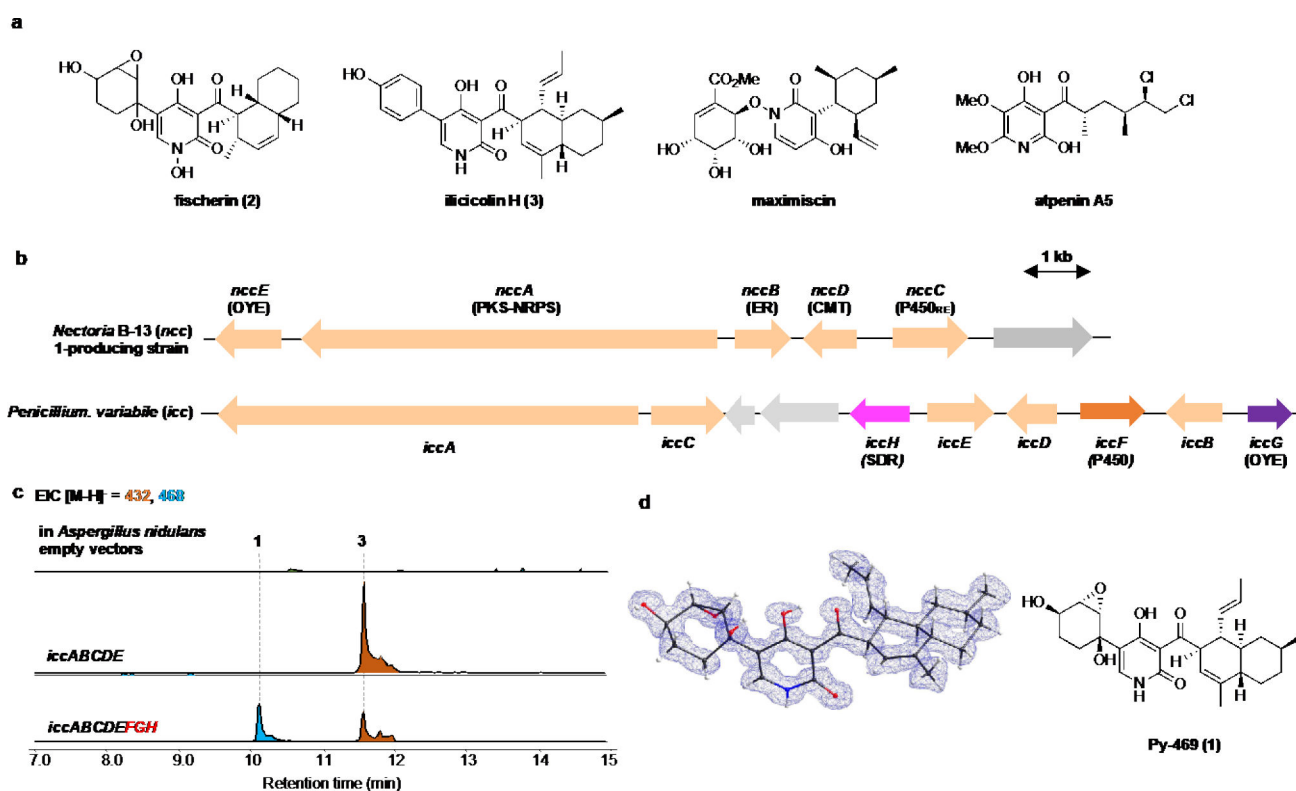 a
HO
O
OH
O
H
HO
N
OH
O
H
fischerin (2)
HO
OH
O
H
N
H
O
H
H
ilicicolin H (3)
CO₂Me
O
O
N
HO
OH
OH
OH
maximiscin
OH
O
Cl
MeO
Cl
MeO
N
OH
atpenin A5
b
1 kb
nccE
(OYE)
nccA
(PKS-NRPS)
nccB
(ER)
nccD
(CMT)
nccC
(P450RE)
Nectoria B-13 (ncc)
1-producing strain
Penicillium. variabile (icc)
iccA
iccC
iccH
(SDR)
iccE
iccD
iccF
(P450)
iccB
iccG
(OYE)
c
EIC [M-H]⁻ = 432, 468
in Aspergillus nidulans
empty vectors
1
3
iccABCDE
iccABCDEFGH
7.0
8.0
9.0
10
11
12
13
14
15
Retention time (min)
d
O
HO
OH
O
H
HO
H
N
H
O
H
Py-469 (1)